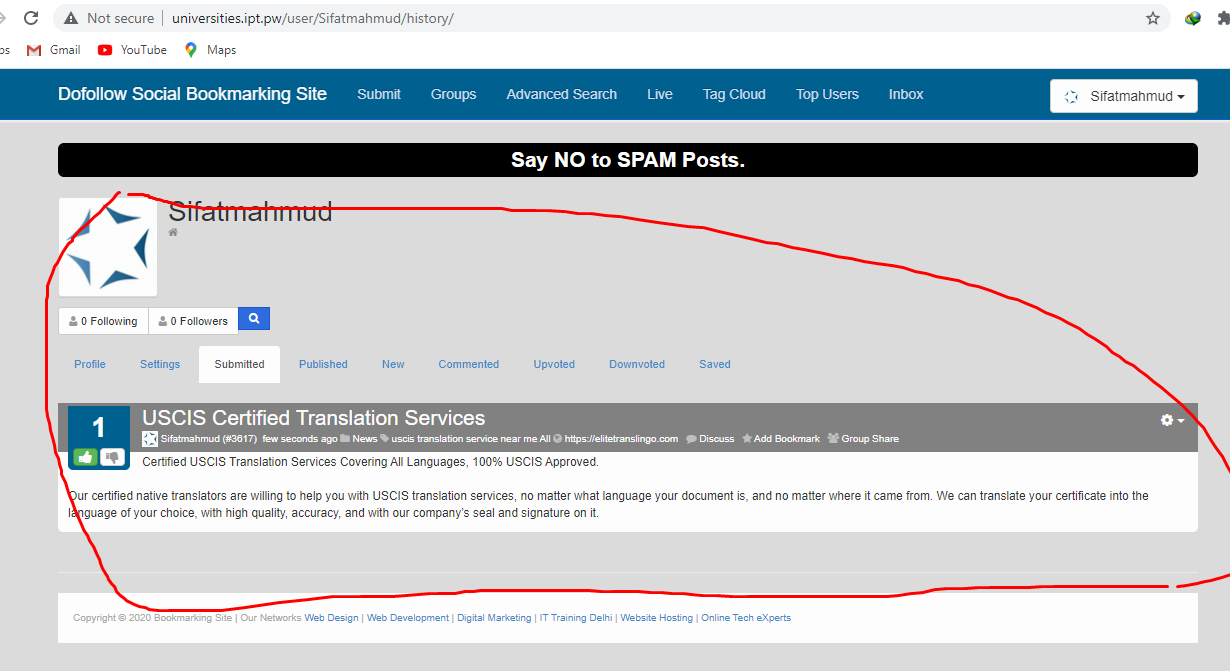 Not secure | universities.ipt.pw/user/Sifatmahmud/history/
ps Gmail YouTube Maps
Dofollow Social Bookmarking Site Submit Groups Advanced Search Live Tag Cloud Top Users Inbox Sifatmahmud
Say NO to SPAM Posts.
Sifatmahmud
0 Following 0 Followers
Profile Settings Submitted Published New Commented Upvoted Downvoted Saved
1 USCIS Certified Translation Services
Sifatmahmud (#3617) few seconds ago News uscis translation service near me All https://elitetranslingo.com Discuss Add Bookmark Group Share
Certified USCIS Translation Services Covering All Languages, 100% USCIS Approved.
Our certified native translators are willing to help you with USCIS translation services, no matter what language your document is, and no matter where it came from. We can translate your certificate into the
language of your choice, with high quality, accuracy, and with our company's seal and signature on it.
Copyright © 2020 Bookmarking Site | Our Networks Web Design | Web Development | Digital Marketing | IT Training Delhi | Website Hosting | Online Tech eXperts